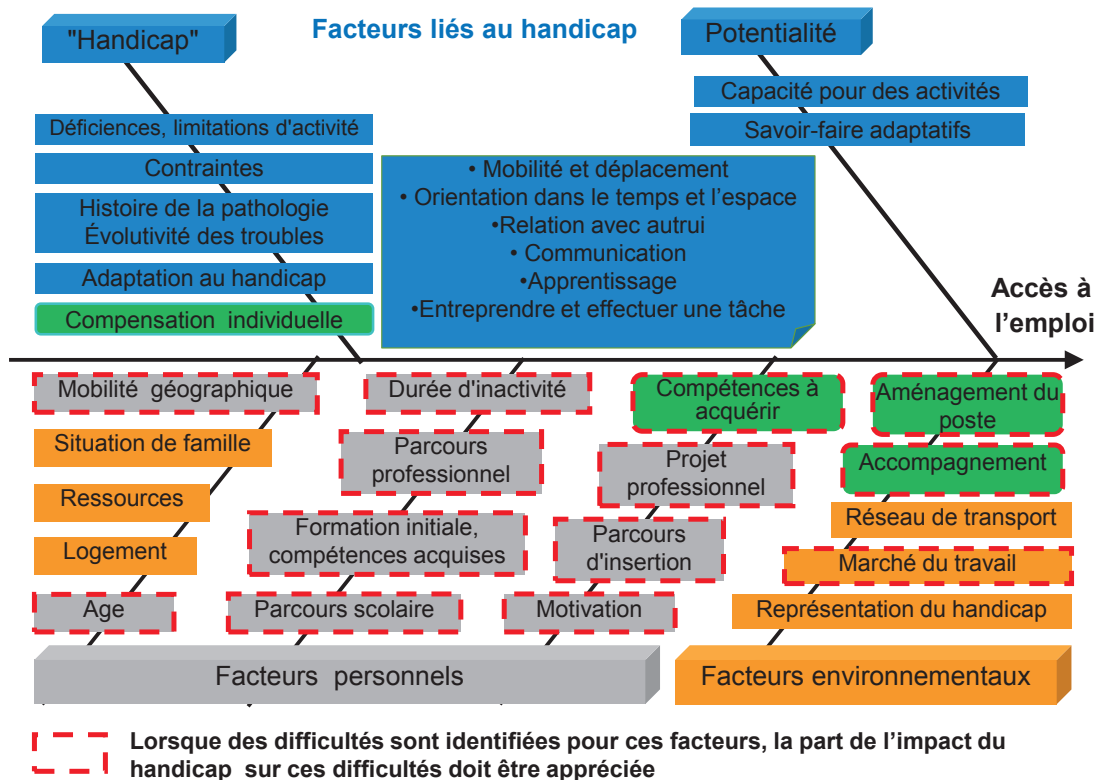 "Handicap"
Facteurs liés au handicap
Potentialité
Déficiences, limitations d'activité
Contraintes
Histoire de la pathologie
Évolutivité des troubles
Adaptation au handicap
Compensation individuelle
• Mobilité et déplacement
• Orientation dans le temps et l’espace
•Relation avec autrui
• Communication
•Apprentissage
•Entreprendre et effectuer une tâche
Capacité pour des activités
Savoir-faire adaptatifs
Accès à
l’emploi
Mobilité géographique
Situation de famille
Ressources
Logement
Age
Durée d'inactivité
Parcours
professionnel
Formation initiale,
compétences acquises
Parcours scolaire
Compétences à
acquérir
Projet
professionnel
Parcours
d'insertion
Motivation
Aménagement du
poste
Accompagnement
Réseau de transport
Marché du travail
Représentation du handicap
Facteurs personnels
Facteurs environnementaux
Lorsque des difficultés sont identifiées pour ces facteurs, la part de l’impact du
handicap sur ces difficultés doit être appréciée